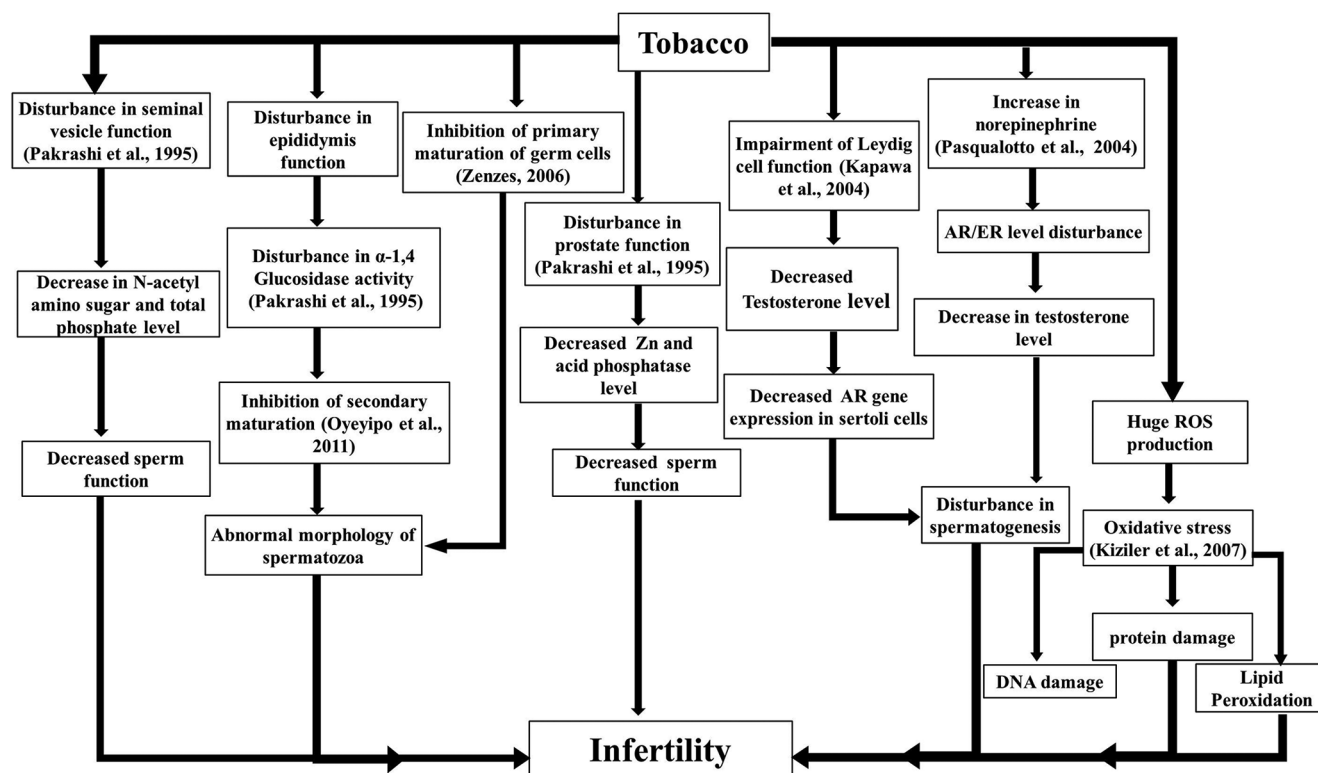 Tobacco
Disturbance in seminal
vesicle function
(Pakrashi et al., 1995)
Decrease in N-acetyl
amino sugar and total
phosphate level
Decreased sperm
function
Disturbance in
epididymis
function
Disturbance in α-1,4
Glucosidase activity
(Pakrashi et al., 1995)
Inhibition of secondary
maturation (Oyeyipo et al.,
2011)
Abnormal morphology of
spermatozoa
Inhibition of primary
maturation of germ cells
(Zenzes, 2006)
Disturbance in
prostate function
(Pakrashi et al., 1995)
Decreased Zn and
acid phosphatase
level
Decreased sperm
function
Impairment of Leydig
cell function (Kapawa
et al., 2004)
Decreased
Testosterone level
Decreased AR gene
expression in sertoli cells
Increase in
norepinephrine
(Pasqualotto et al., 2004)
AR/ER level disturbance
Decrease in testosterone
level
Disturbance in
spermatogenesis
Huge ROS
production
Oxidative stress
(Kiziler et al., 2007)
DNA damage
protein damage
Lipid
Peroxidation
Infertility